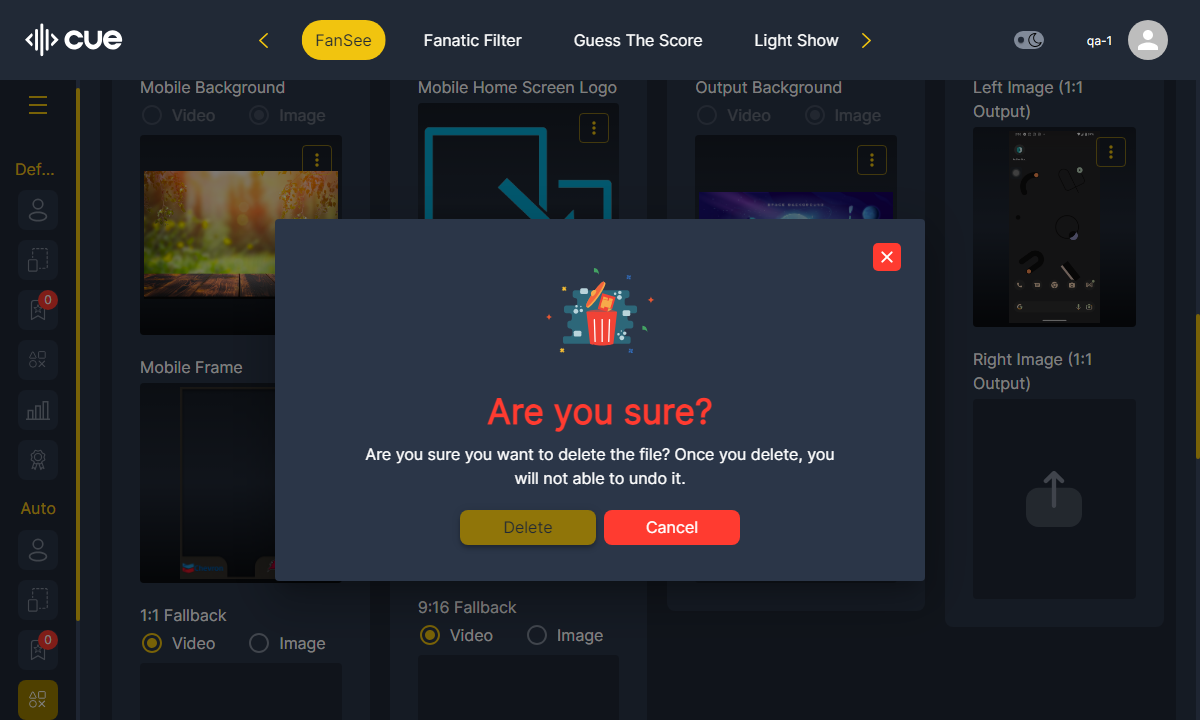 cue
FanSee
Fanatic Filter
Guess The Score
Light Show
qa-1
Mobile Background
Video
Image
Mobile Home Screen Logo
Output Background
Video
Image
Left Image (1:1
Output)
Def...
0
Mobile Frame
Right Image (1:1
Output)
Are you sure?
Are you sure you want to delete the file? Once you delete, you
will not able to undo it.
Delete
Cancel
Auto
0
1:1 Fallback
Video
Image
9:16 Fallback
Video
Image